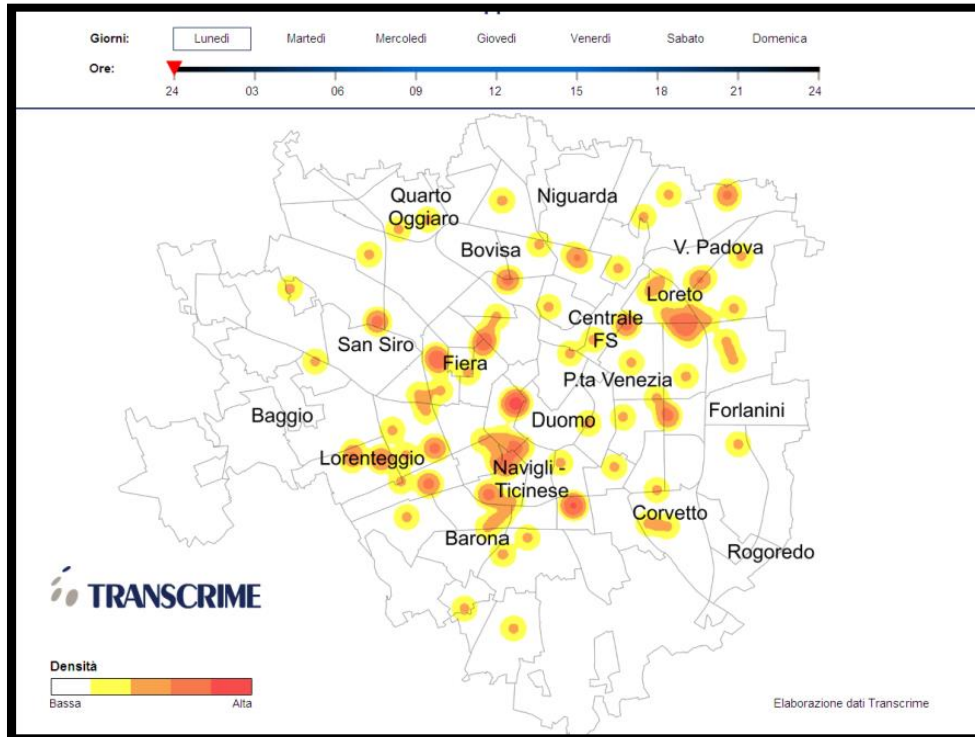 Giorni: Lunedì Martedì Mercoledì Giovedì Venerdì Sabato Domenica
Ore:
24 03 06 09 12 15 18 21 24
Quarto
Oggiaro
Niguarda
Bovisa
V. Padova
Loreto
Centrale
FS
San Siro
Fiera
P.ta Venezia
Baggio
Duomo
Forlanini
Lorenteggio
Navigli -
Ticinese
Corvetto
Barona
Rogoredo
TRANSCRIME
Densità
Bassa Alta
Elaborazione dati Transcrime